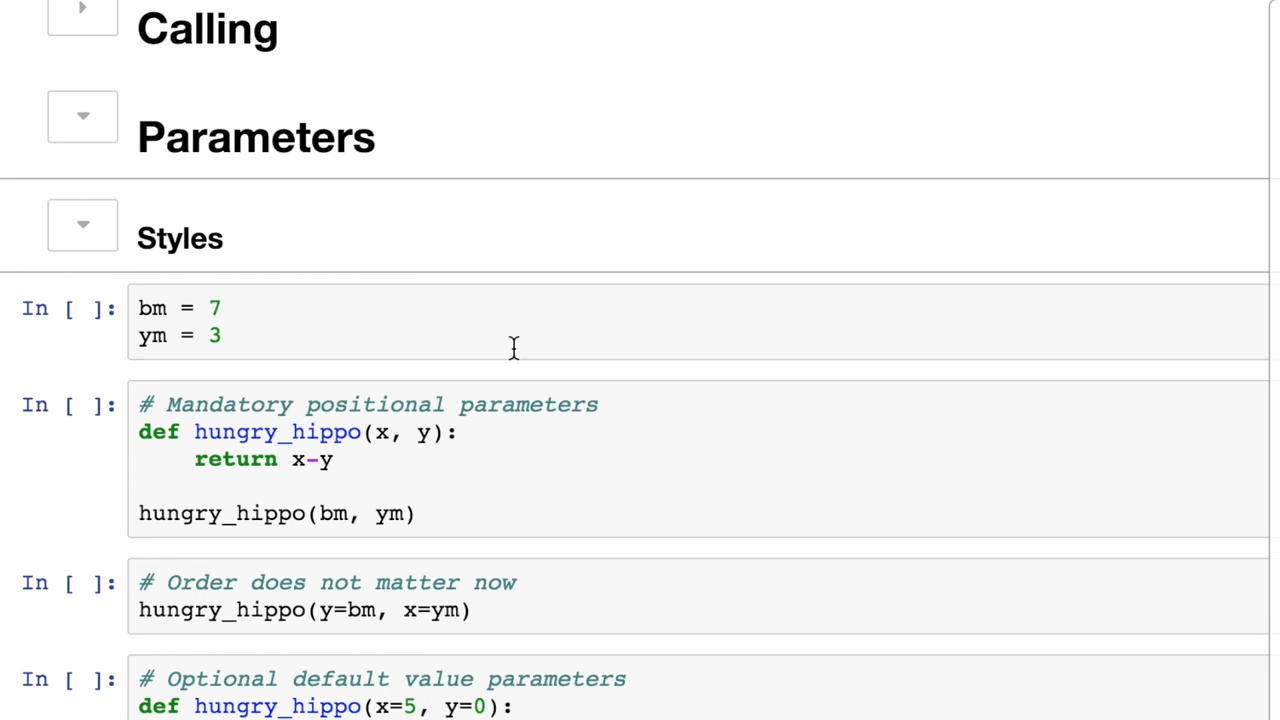 Calling
Parameters
Styles
In [ ]: bm = 7
ym = 3
In [ ]: # Mandatory positional parameters
def hungry_hippo(x, y):
    return x-y
hungry_hippo(bm, ym)
In [ ]: # Order does not matter now
hungry_hippo(y=bm, x=ym)
In [ ]: # Optional default value parameters
def hungry_hippo(x=5, y=0):